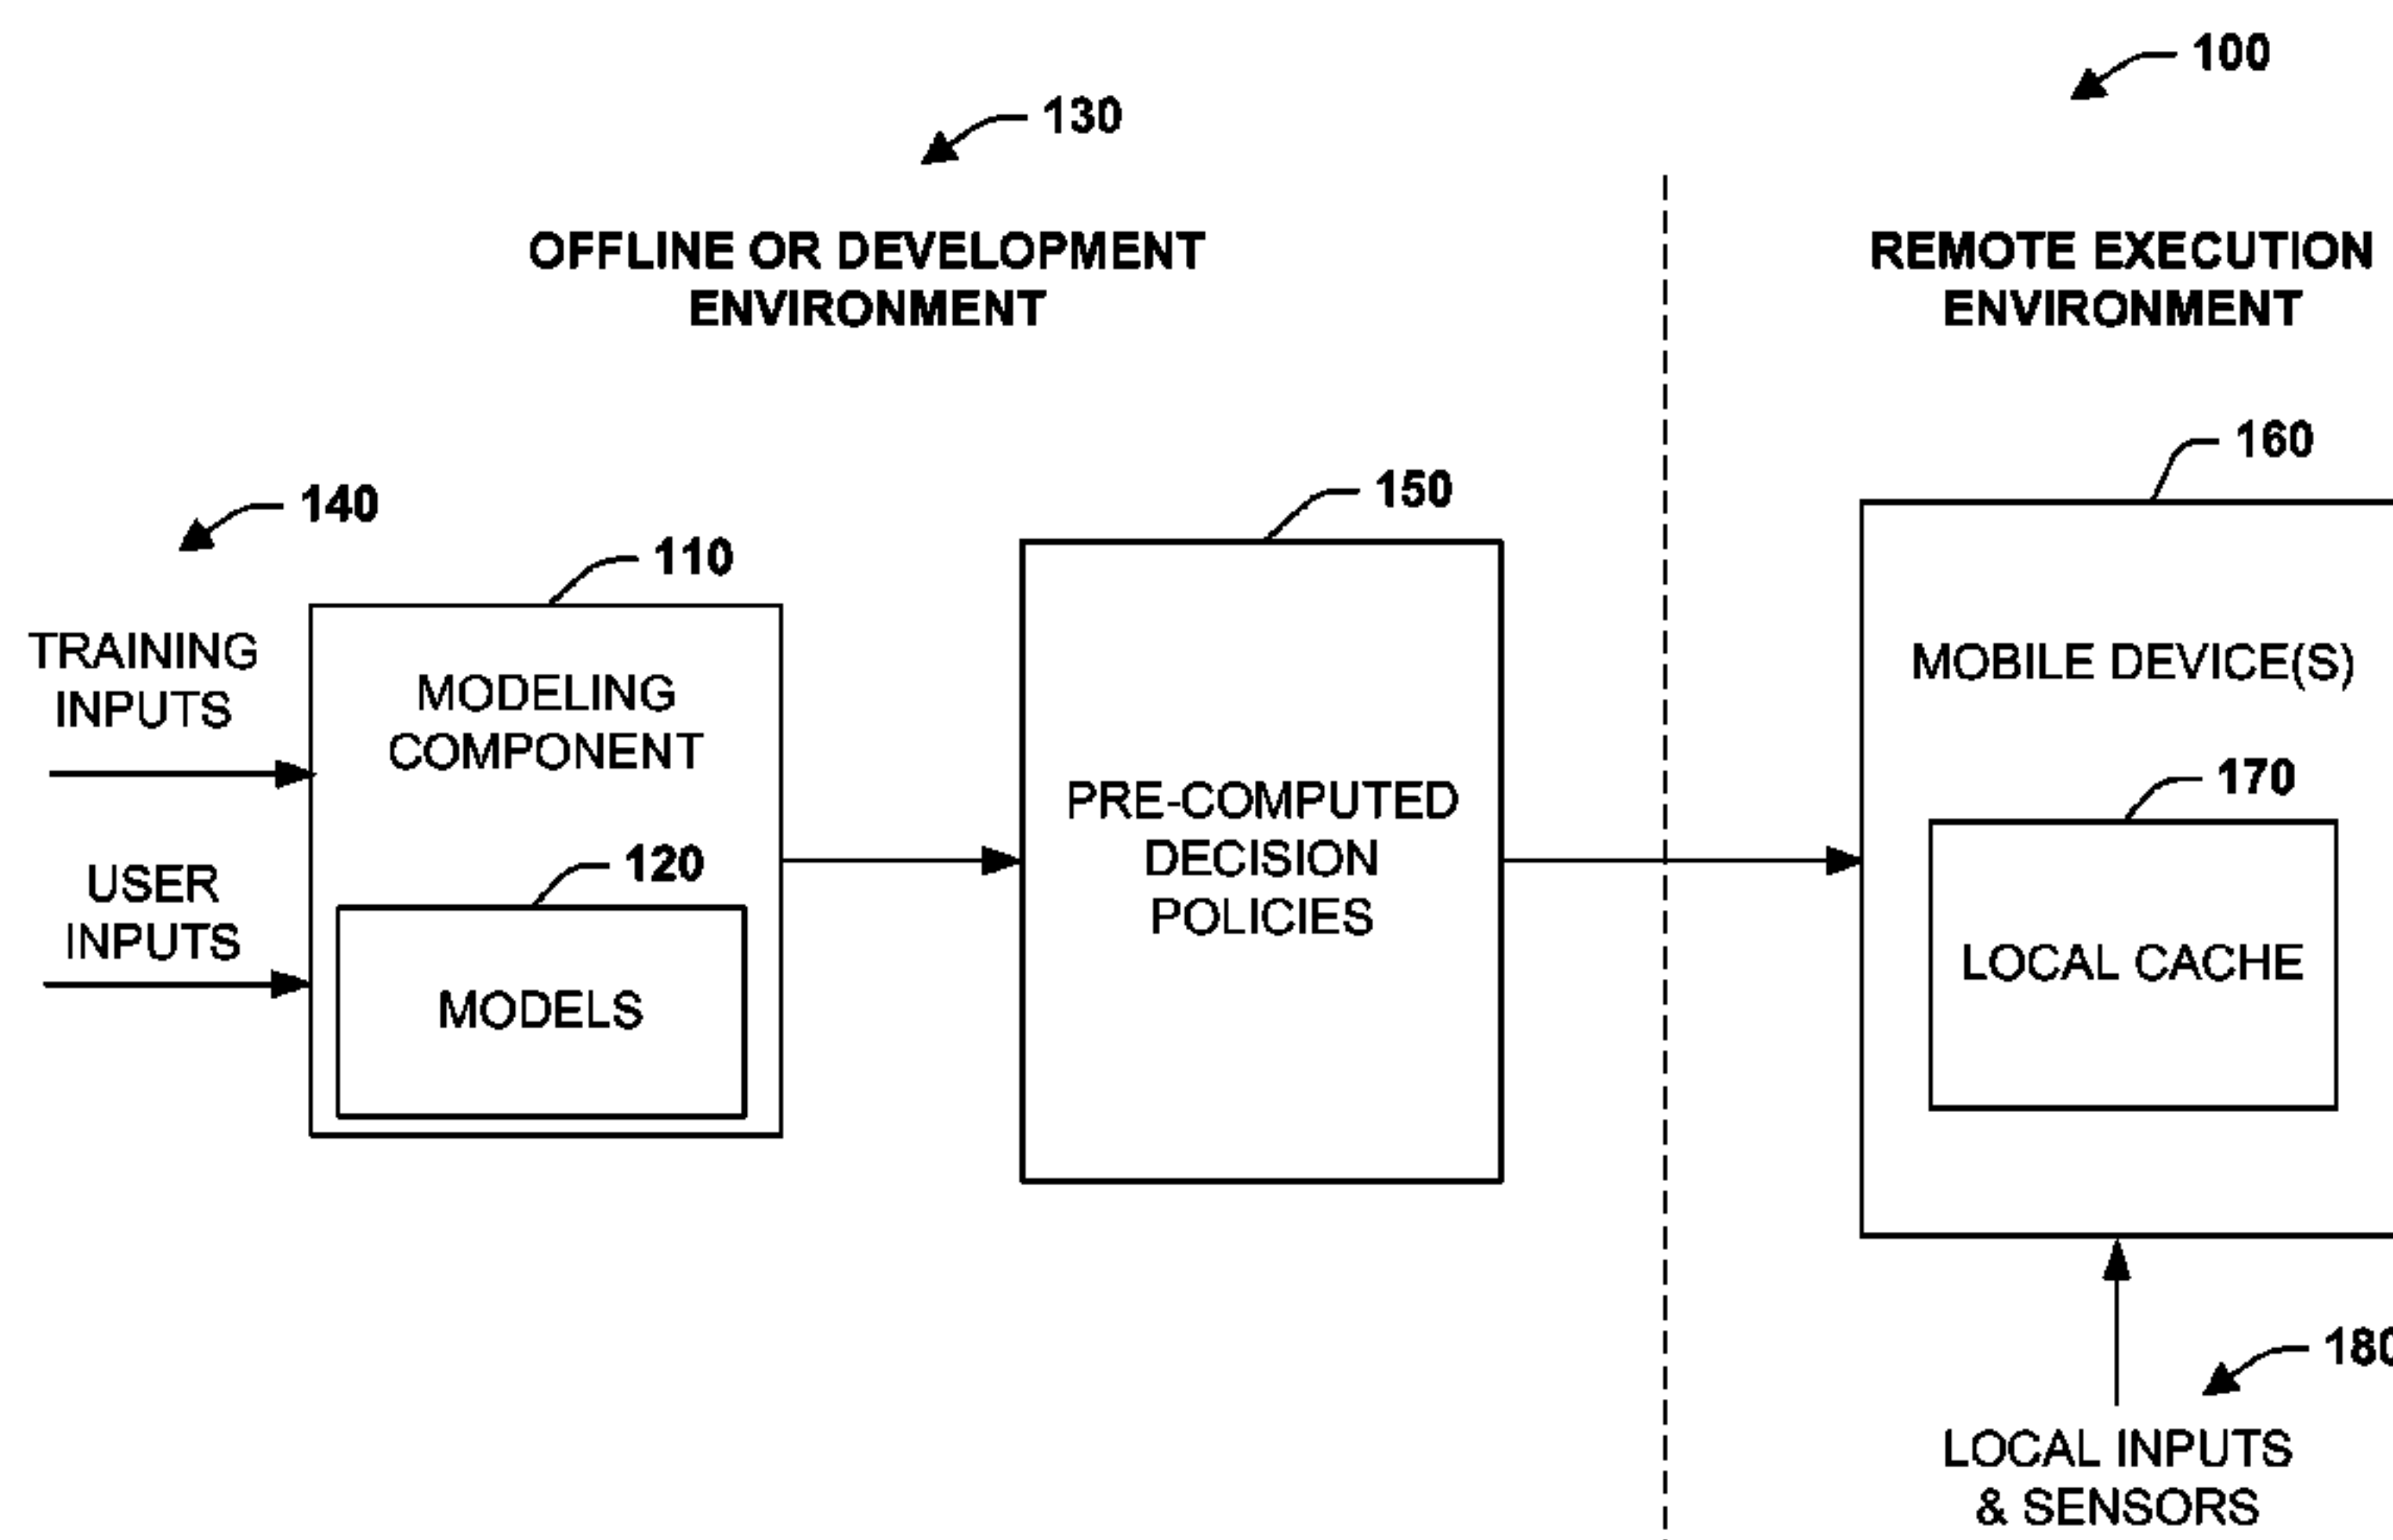 100
130
OFFLINE OR DEVELOPMENT
ENVIRONMENT
REMOTE EXECUTION
ENVIRONMENT
140
110
150
160
TRAINING
INPUTS
MODELING
COMPONENT
USER
INPUTS
120
MODELS
PRE-COMPUTED
DECISION
POLICIES
MOBILE DEVICE(S)
170
LOCAL CACHE
180
LOCAL INPUTS
& SENSORS